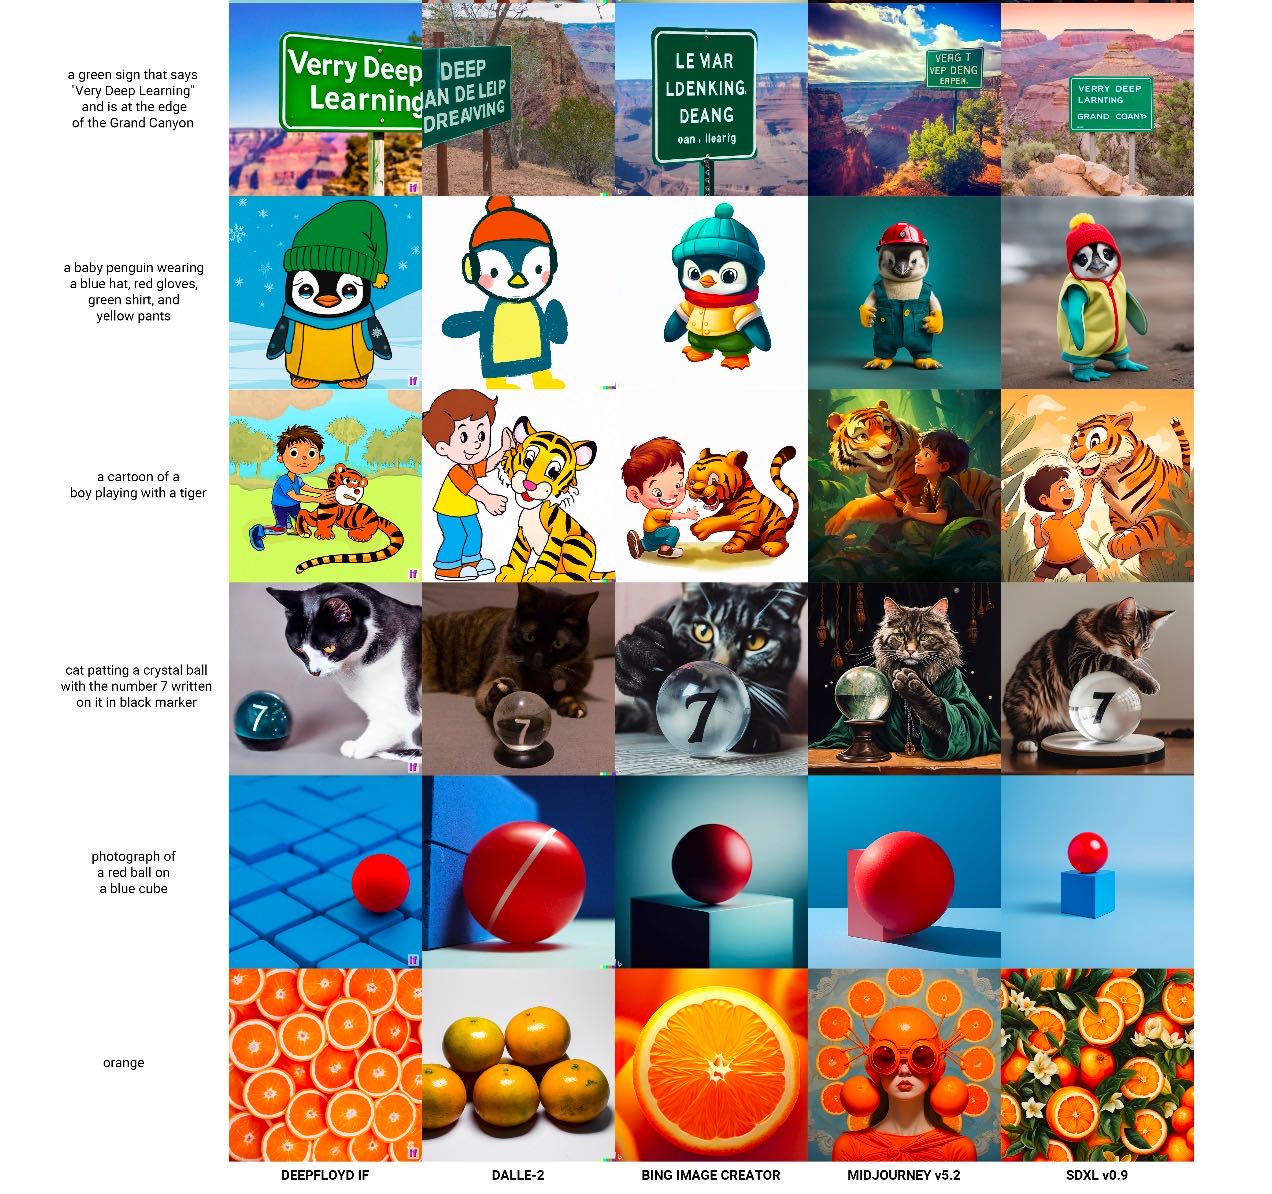 a green sign that says
"Very Deep Learning"
and is at the edge
of the Grand Canyon
Verry Deep
Learning
DEEP
AN DE LEIP
DREAVING
LE VIAR
LDENKING.
DEANG
oan, llearig
VERG T
VEP DENG
ERPEN.
VERRY DEEP
LARNTING
GRAND COANY
a baby penguin wearing
a blue hat, red gloves,
green shirt, and
yellow pants
a cartoon of a
boy playing with a tiger
cat patting a crystal ball
with the number 7 written
on it in black marker
7
7
7
7
photograph of
a red ball on
a blue cube
orange
DEEPFLOYD IF
DALLE-2
BING IMAGE CREATOR
MIDJOURNEY v5.2
SDXL v0.9